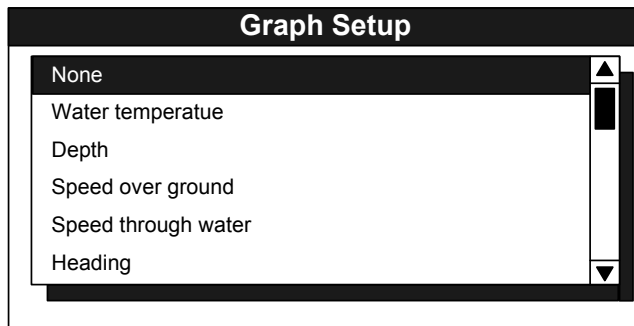 Graph Setup
None
Water temperatue
Depth
Speed over ground
Speed through water
Heading